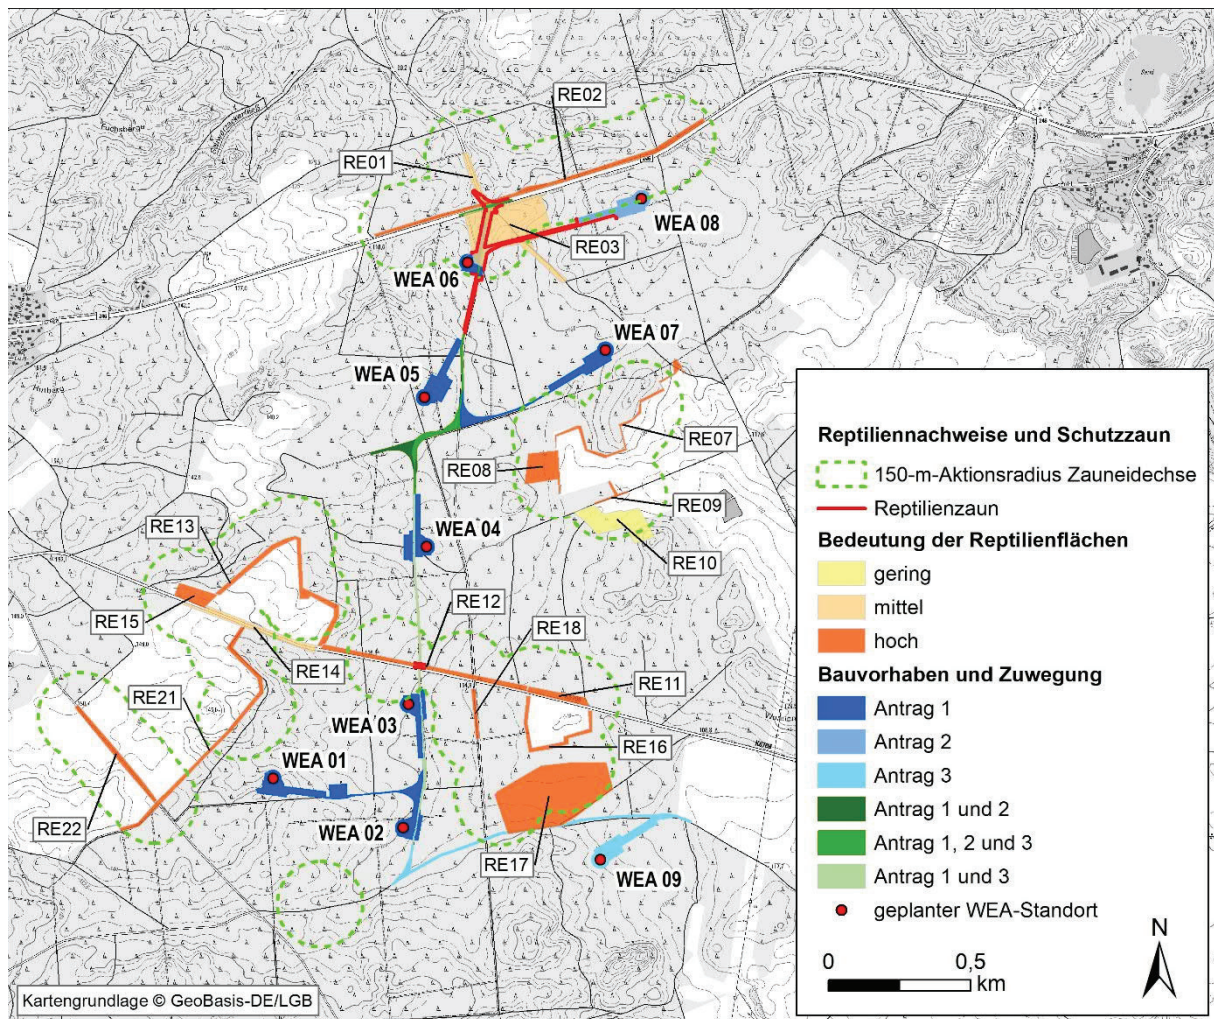 RE02
RE01
WEA 08
RE03
WEA 06
WEA 07
WEA 05
RE07
RE08
RE09
RE13
WEA 04
RE10
RE12
RE15
RE18
RE14
RE11
RE21
WEA 03
RE16
WEA 01
RE22
WEA 02
RE17
WEA 09
Reptiliennachweise und Schutzzaun
150-m-Aktionsradius Zauneidechse
Reptilienzaun
Bedeutung der Reptilienflächen
gering
mittel
hoch
Bauvorhaben und Zuwegung
Antrag 1
Antrag 2
Antrag 3
Antrag 1 und 2
Antrag 1, 2 und 3
Antrag 1 und 3
geplanter WEA-Standort
N
0 0,5
km
Kartengrundlage © GeoBasis-DE/LGB